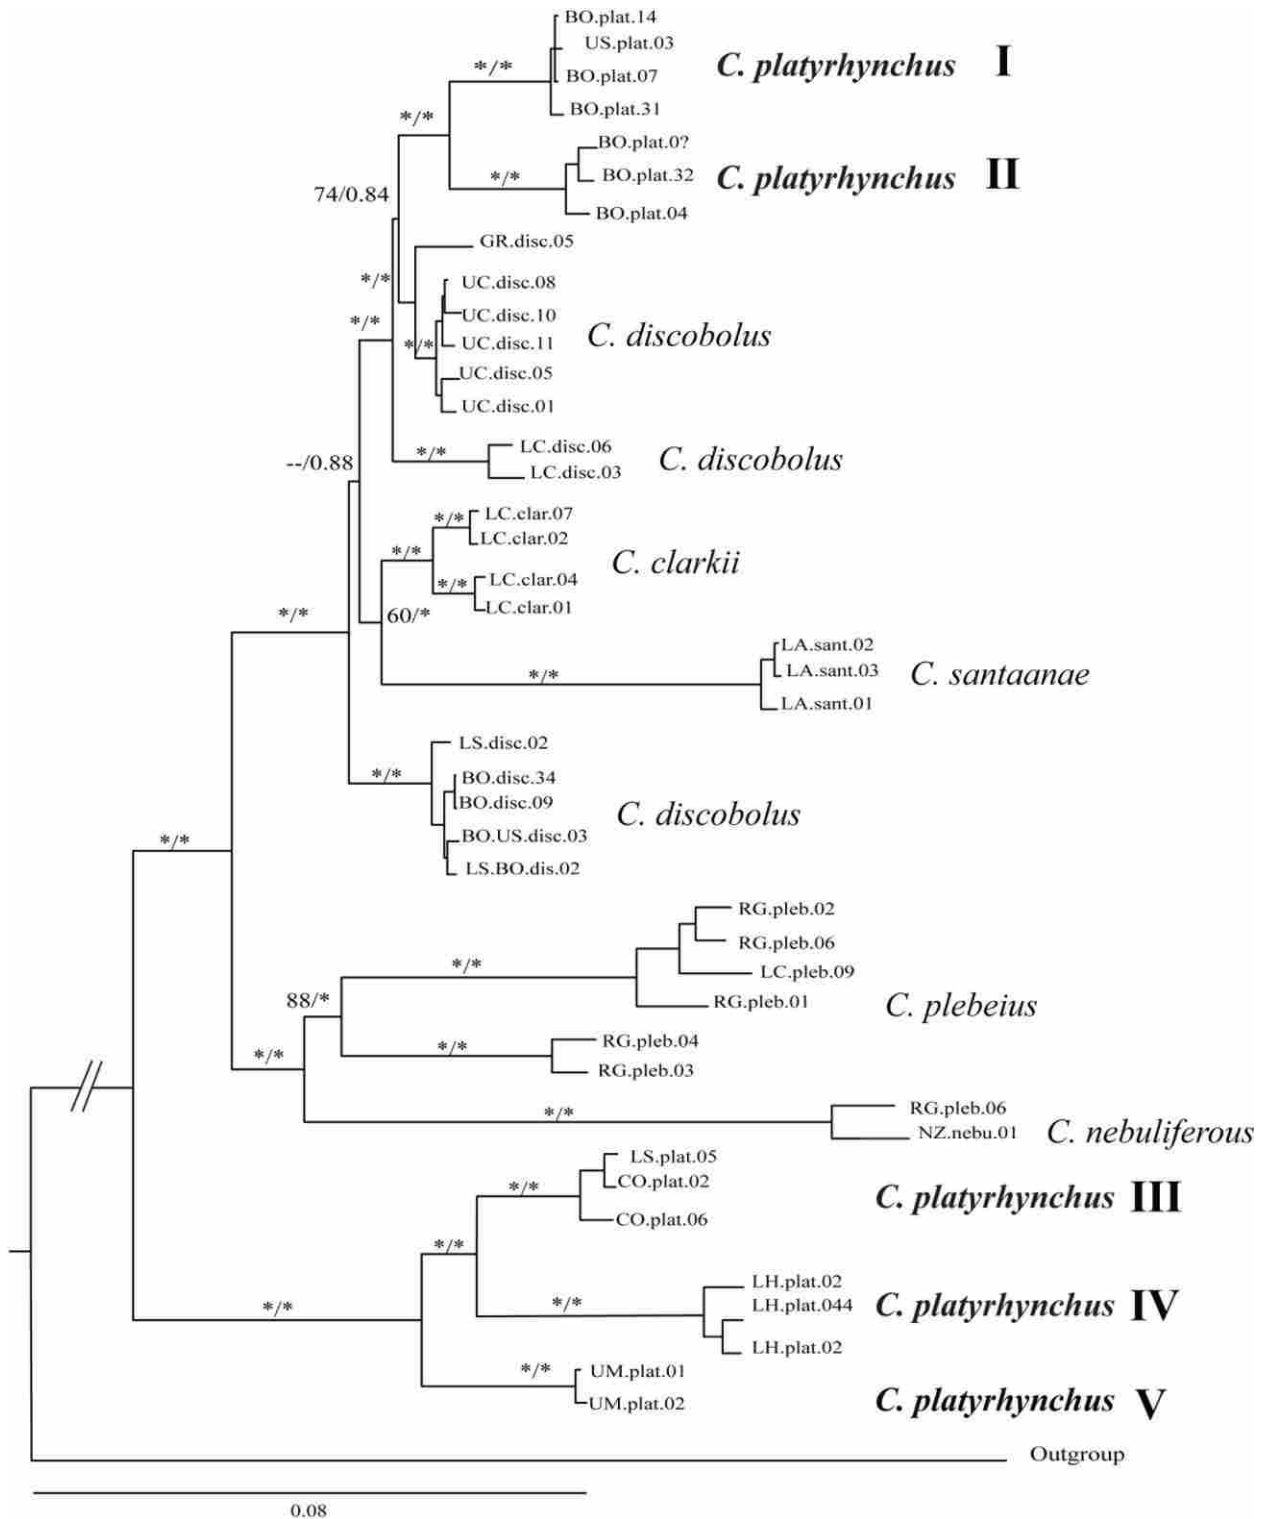 BO.plat.14
US.plat.03
*/*
C. platyrhynchus I
BO.plat.07
BO.plat.31
*/*
BO.plat.0?
*/*
BO.plat.32
C. platyrhynchus II
74/0.84
BO.plat.04
GR.disc.05
*/*
UC.disc.08
UC.disc.10
*/*
*/*
UC.disc.11
C. discobolus
UC.disc.05
UC.disc.01
LC.disc.06
*/*
C. discobolus
--/0.88
LC.disc.03
LC.clar.07
*/*
LC.clar.02
*/*
C. clarkii
LC.clar.04
*/*
LC.clar.01
*/*
60/*
LA.sant.02
LA.sant.03
*/*
C. santaanae
LA.sant.01
LS.disc.02
*/*
BO.disc.34
BO.disc.09
C. discobolus
*/*
BO.US.disc.03
LS.BO.dis.02
RG.pleb.02
RG.pleb.06
*/*
LC.pleb.09
88/*
RG.pleb.01
C. plebeius
RG.pleb.04
*/*
*/*
RG.pleb.03
*/*
RG.pleb.06
NZ.nebu.01
C. nebuliferous
LS.plat.05
*/*
CO.plat.02
C. platyrhynchus III
CO.plat.06
*/*
LH.plat.02
*/*
*/*
LH.plat.044
C. platyrhynchus IV
LH.plat.02
*/*
UM.plat.01
UM.plat.02
C. platyrhynchus V
Outgroup
0.08